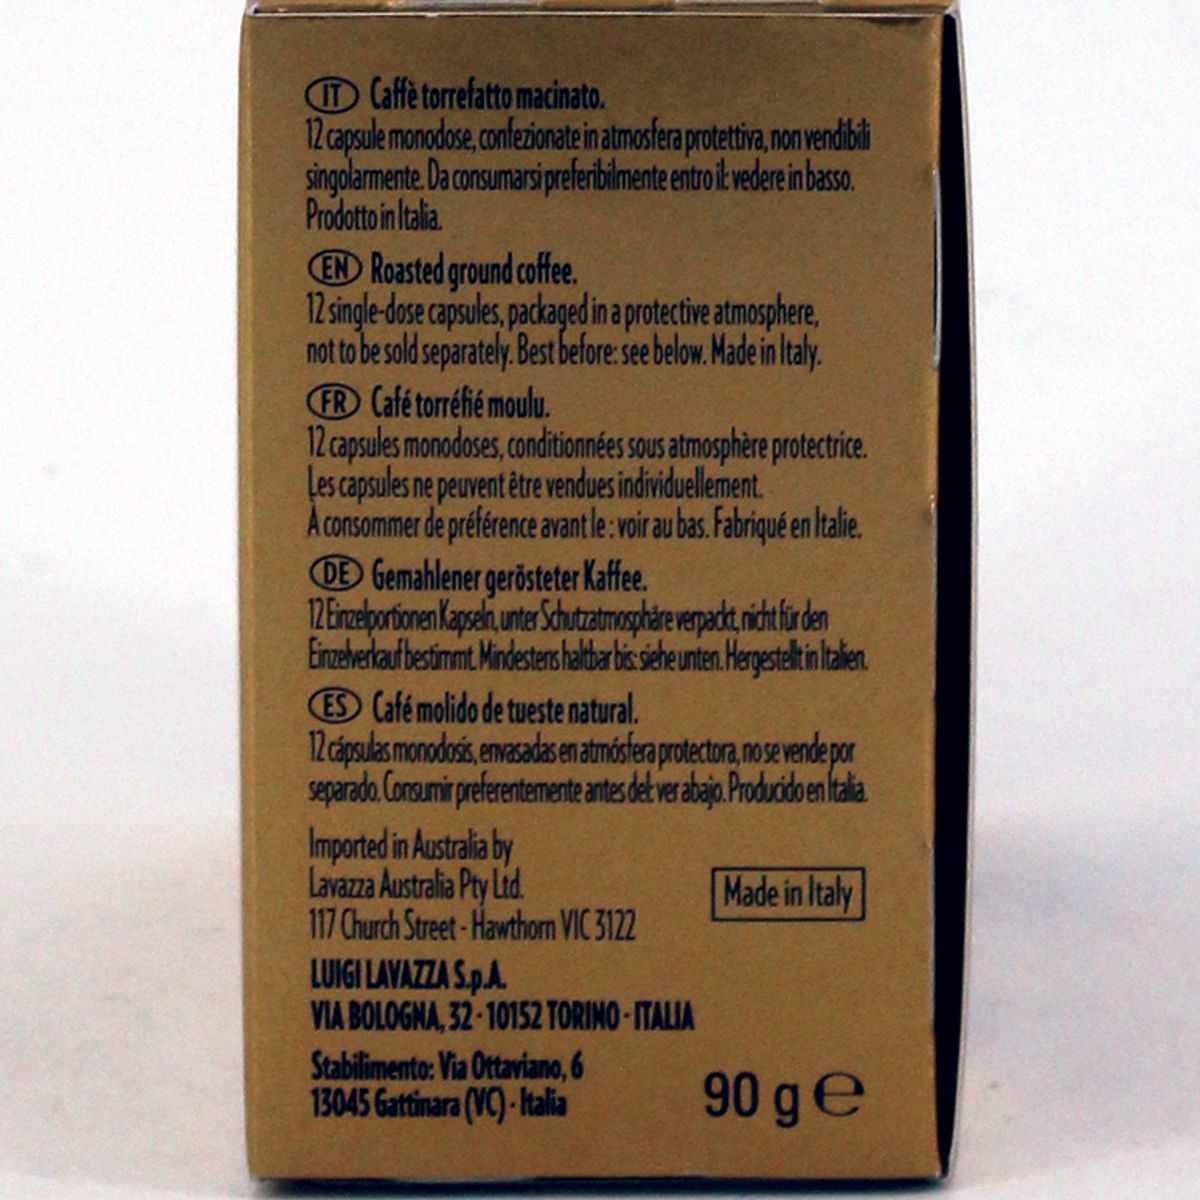 IT Caffè torrefatto macinato.
12 capsule monodose, confezionate in atmosfera protettiva, non vendibili
singolarmente. Da consumarsi preferibilmente entro il: vedere in basso.
Prodotto in Italia.
EN Roasted ground coffee.
12 single-dose capsules, packaged in a protective atmosphere,
not to be sold separately. Best before: see below. Made in Italy.
FR Café torréfié moulu.
12 capsules monodoses, conditionnées sous atmosphère protectrice.
Les capsules ne peuvent être vendues individuellement.
À consommer de préférence avant le : voir au bas. Fabriqué en Italie.
DE Gemahlener gerösteter Kaffee.
12 Einzelportionen Kapseln, unter Schutzatmosphäre verpackt, nicht für den
Einzelverkauf bestimmt. Mindestens haltbar bis: siehe unten. Hergestellt in Italien.
ES Café molido de tueste natural.
12 cápsulas monodosis, envasadas en atmósfera protectora, no se vende por
separado. Consumir preferentemente antes del: ver abajo. Producido en Italia.
Imported in Australia by
Lavazza Australia Pty Ltd.
117 Church Street - Hawthorn VIC 3122
Made in Italy
LUIGI LAVAZZA S.p.A.
VIA BOLOGNA, 32 - 10152 TORINO - ITALIA
Stabilimento: Via Ottaviano, 6
13045 Gattinara (VC) - Italia
90 g ℮